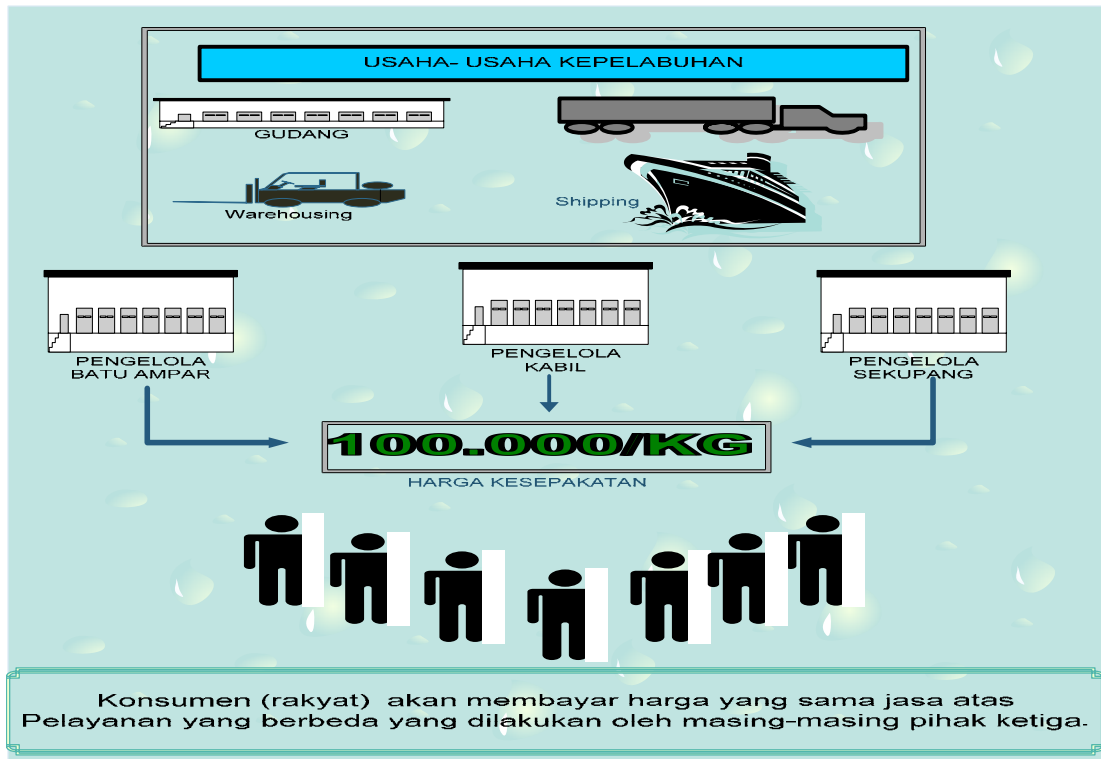 USAHA- USAHA KEPELABUHAN
GUDANG
Warehousing
Shipping
PENGELOLA
BATU AMPAR
PENGELOLA
KABIL
PENGELOLA
SEKUPANG
100.000/KG
HARGA KESEPAKATAN
Konsumen (rakyat) akan membayar harga yang sama jasa atas
Pelayanan yang berbeda yang dilakukan oleh masing-masing pihak ketiga.